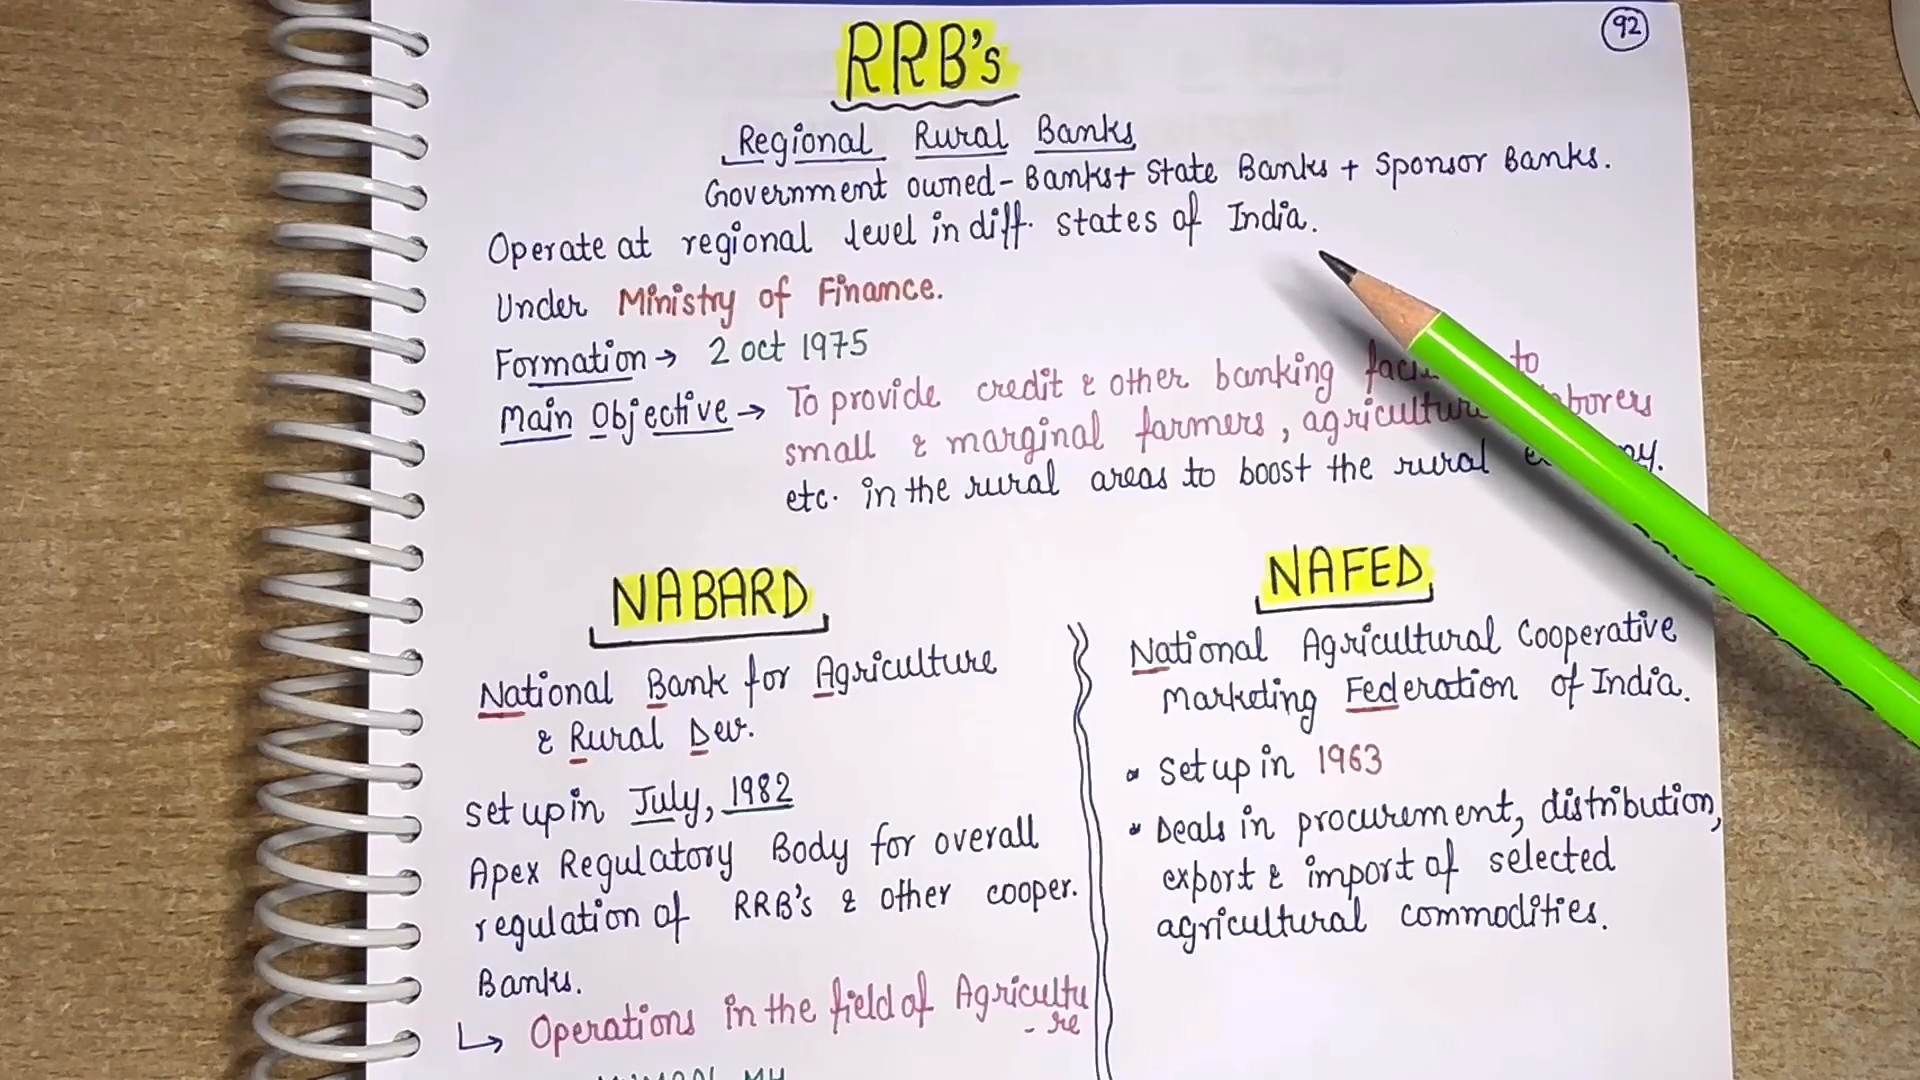 92
RRB's
Regional Rural Banks
Government owned - Banks + State Banks + Sponsor Banks.
Operate at regional level in diff. states of India.
Under Ministry of Finance.
Formation → 2 oct 1975
Main Objective → To provide credit & other banking to
small & marginal farmers, 
etc. in the rural areas to boost the rural
NABARD
National Bank for Agriculture
& Rural Dev.
set up in July, 1982
Apex Regulatory Body for overall
regulation of RRB's & other cooper.
Banks.
↳ Operations in the field of Agricultu
- re
NAFED
National Agricultural Cooperative
Marketing Federation of India.
• Set up in 1963
• Deals in procurement, distribution,
export & import of selected
agricultural commodities.